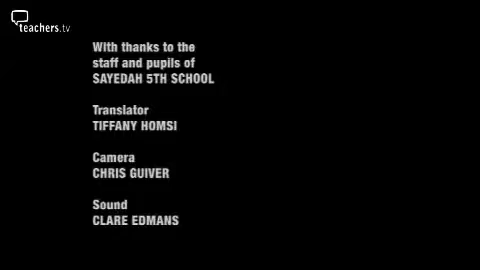 teachers.tv
With thanks to the
staff and pupils of
SAYEDAH 5TH SCHOOL
Translator
TIFFANY HOMSI
Camera
CHRIS GUIVER
Sound
CLARE EDMANS